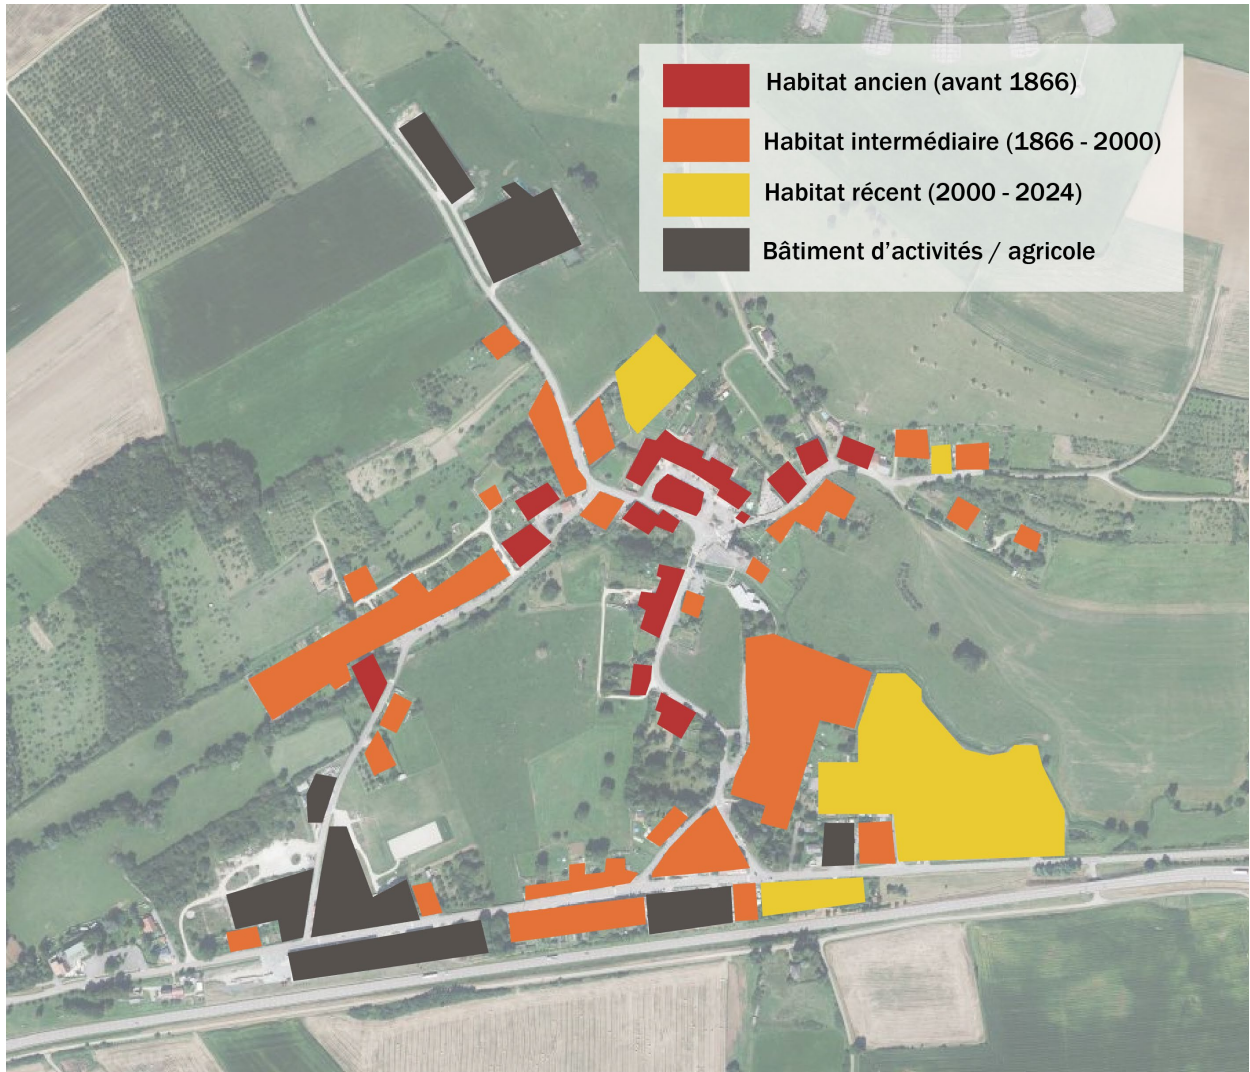 Habitat ancien (avant 1866)
Habitat intermédiaire (1866 - 2000)
Habitat récent (2000 - 2024)
Bâtiment d'activités / agricole